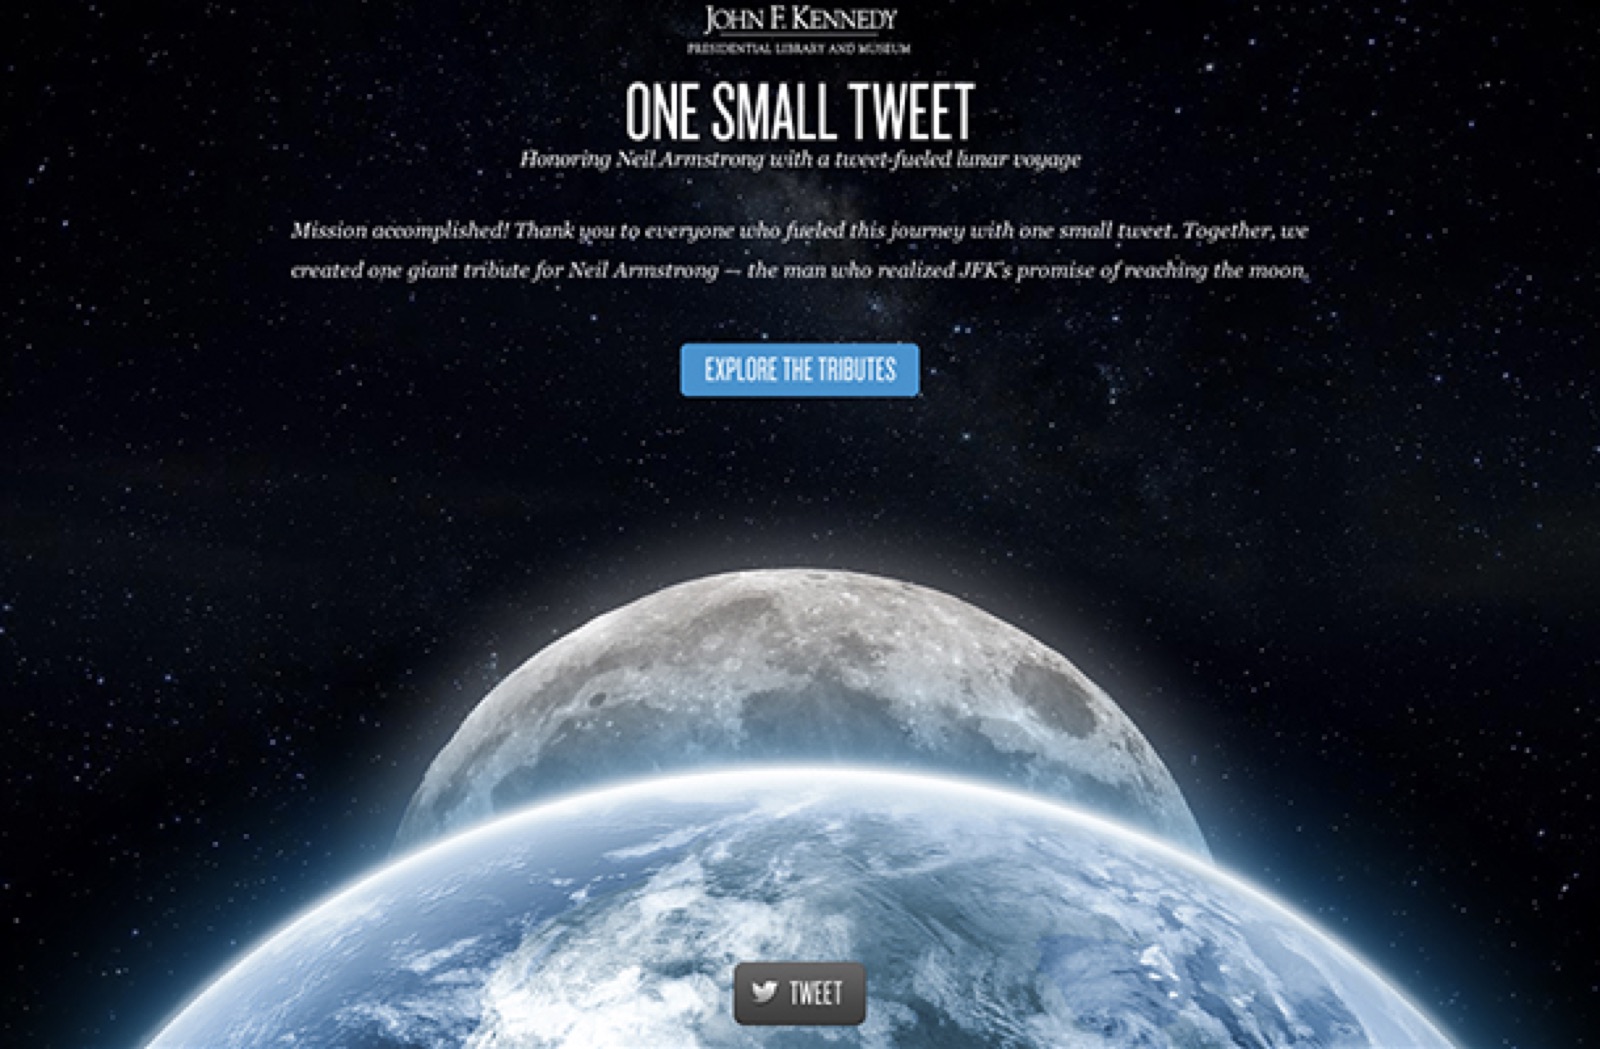 JOHN F. KENNEDY
PRESIDENTIAL LIBRARY AND MUSEUM
ONE SMALL TWEET
Honoring Neil Armstrong with a tweet-fueled lunar voyage
Mission accomplished! Thank you to everyone who fueled this journey with one small tweet. Together, we
created one giant tribute for Neil Armstrong — the man who realized JFK's promise of reaching the moon.
EXPLORE THE TRIBUTES
TWEET